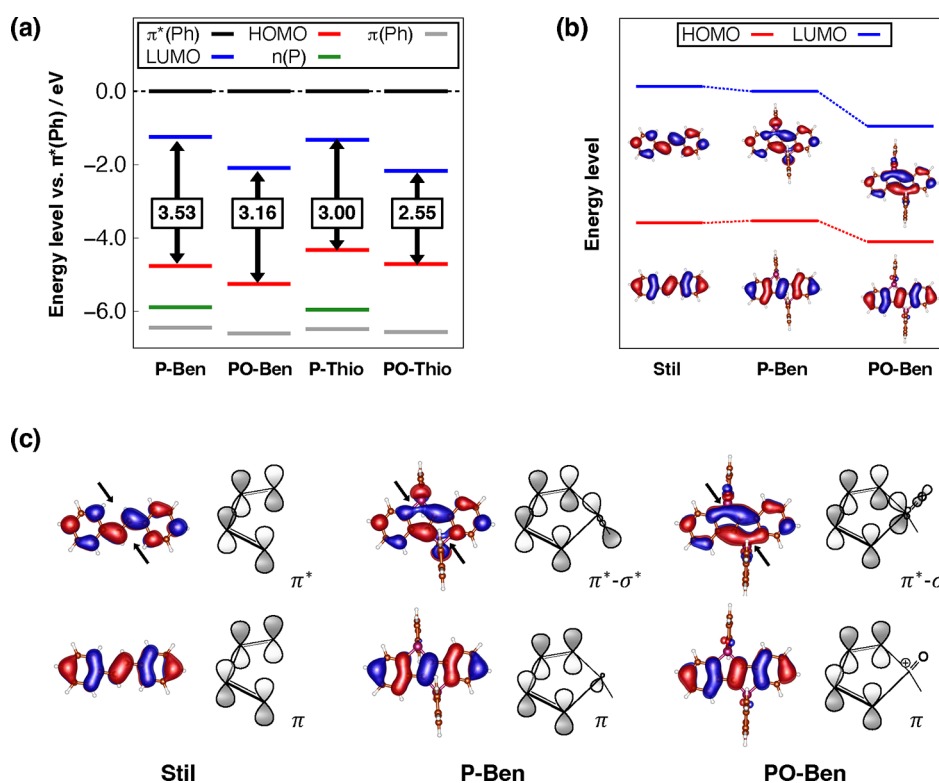 (a)
π*(Ph) HOMO π(Ph)
LUMO n(P)
Energy level vs. π*(Ph) / eV
0.0
−2.0
−4.0
−6.0
3.53
3.16
3.00
2.55
P-Ben PO-Ben P-Thio PO-Thio
(b)
HOMO LUMO
Energy level
Stil P-Ben PO-Ben
(c)
π* π*-σ* π*-σ
π π ⊕ O π
Stil P-Ben PO-Ben